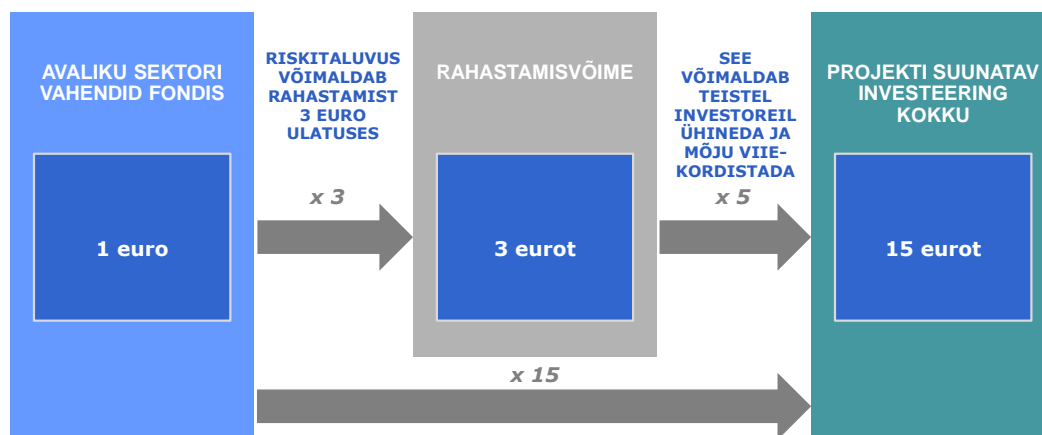 AVALIKU SEKTORI
VAHENDID FONDIS
1 euro
RISKITALUVUS
VÕIMALDAB
RAHASTAMIST
3 EURO
ULATUSES
x 3
RAHASTAMISVÕIME
3 eurot
SEE
VÕIMALDAB
TEISTEL
INVESTOREIL
ÜHINEDA JA
MÕJU VIIE-
KORDISTADA
x 5
PROJEKTI SUUNATAV
INVESTEERING
KOKKU
15 eurot
x 15